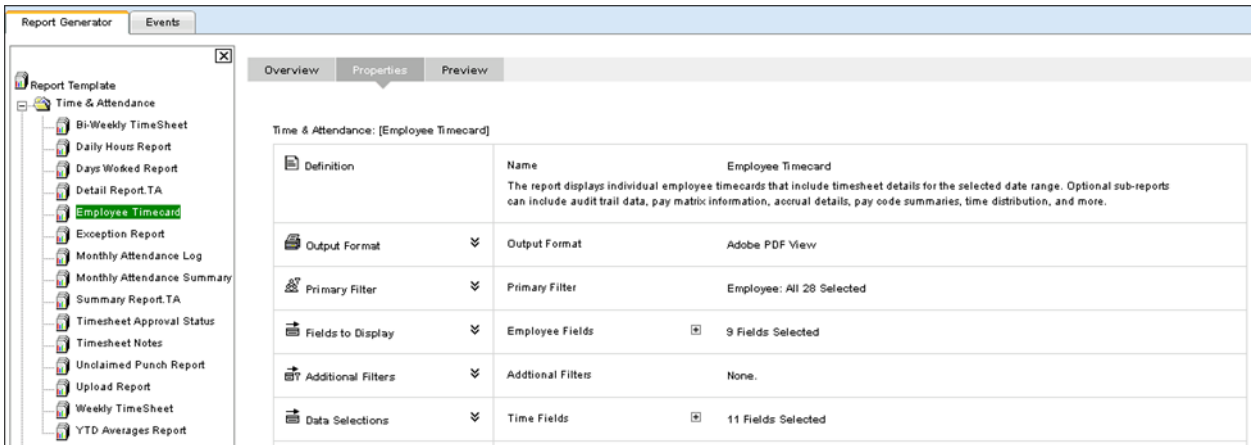 Report Generator
Events
Report Template
Time & Attendance
Bi-Weekly TimeSheet
Daily Hours Report
Days Worked Report
Detail Report.TA
Employee Timecard
Exception Report
Monthly Attendance Log
Monthly Attendance Summary
Summary Report.TA
Timesheet Approval Status
Timesheet Notes
Unclaimed Punch Report
Upload Report
Weekly TimeSheet
YTD Averages Report
Overview Properties Preview
Time & Attendance: [Employee Timecard]
Definition Name Employee Timecard
The report displays individual employee timecards that include timesheet details for the selected date range. Optional sub-reports
can include audit trail data, pay matrix information, accrual details, pay code summaries, time distribution, and more.
Output Format Output Format Adobe PDF View
Primary Filter Primary Filter Employee: All 28 Selected
Fields to Display Employee Fields 9 Fields Selected
Additional Filters Addtional Filters None.
Data Selections Time Fields 11 Fields Selected